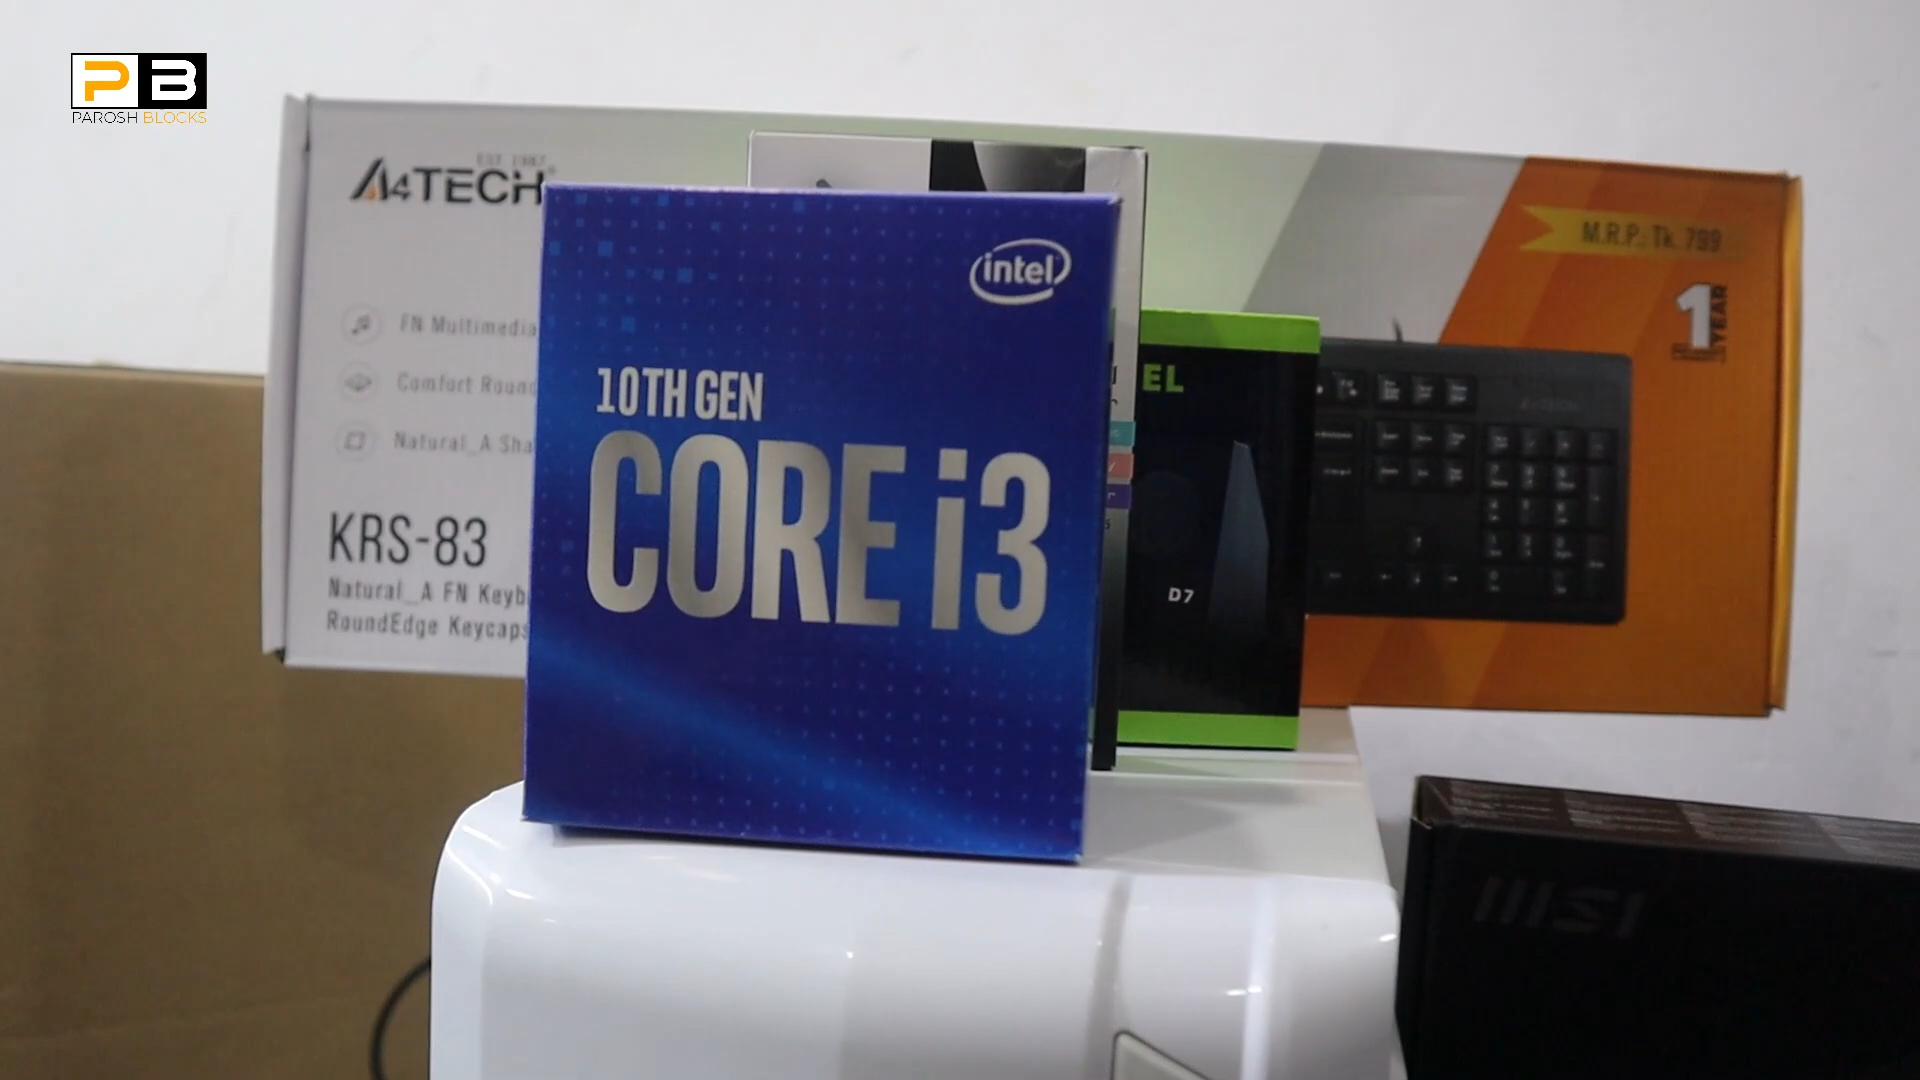 PB
PAROSH BLOCKS
EST. 1987
A4TECH
M.R.P.: Tk. 799
1 YEAR
intel
FN Multimedia
10TH GEN
EL
Comfort Round
CORE i3
Natural_A Sha
KRS-83
Natural_A FN Keyb
D7
RoundEdge Keycaps
msi